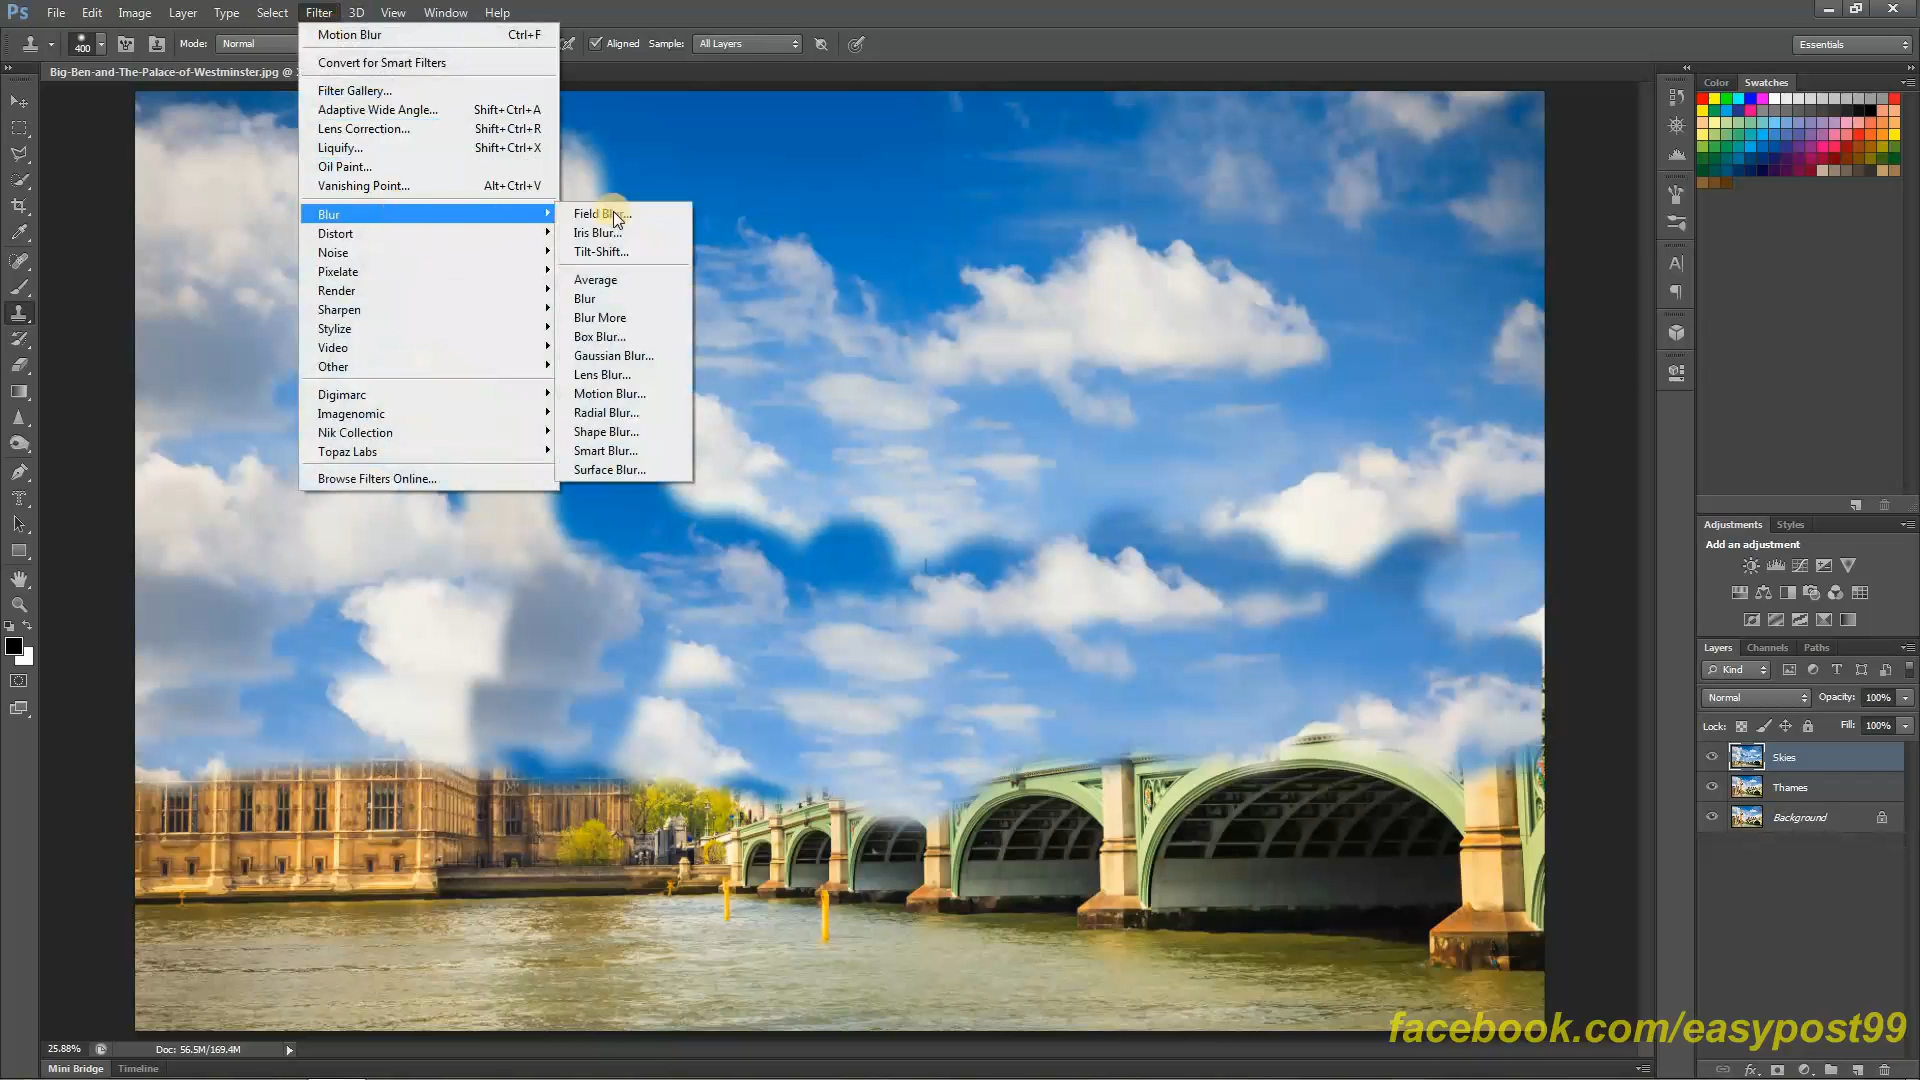 Ps File Edit Image Layer Type Select Filter 3D View Window Help
400 Mode: Normal Aligned Sample: All Layers Essentials
Big-Ben-and-The-Palace-of-Westminster.jpg @
Motion Blur Ctrl+F
Convert for Smart Filters
Filter Gallery...
Adaptive Wide Angle... Shift+Ctrl+A
Lens Correction... Shift+Ctrl+R
Liquify... Shift+Ctrl+X
Oil Paint...
Vanishing Point... Alt+Ctrl+V
Blur
Distort
Noise
Pixelate
Render
Sharpen
Stylize
Video
Other
Digimarc
Imagenomic
Nik Collection
Topaz Labs
Browse Filters Online...
Field Blur...
Iris Blur...
Tilt-Shift...
Average
Blur
Blur More
Box Blur...
Gaussian Blur...
Lens Blur...
Motion Blur...
Radial Blur...
Shape Blur...
Smart Blur...
Surface Blur...
Color Swatches
Adjustments Styles
Add an adjustment
Layers Channels Paths
Kind
Normal Opacity: 100%
Lock: Fill: 100%
Skies
Thames
Background
facebook.com/easypost99
25.88% Doc: 56.5M/169.4M
Mini Bridge Timeline